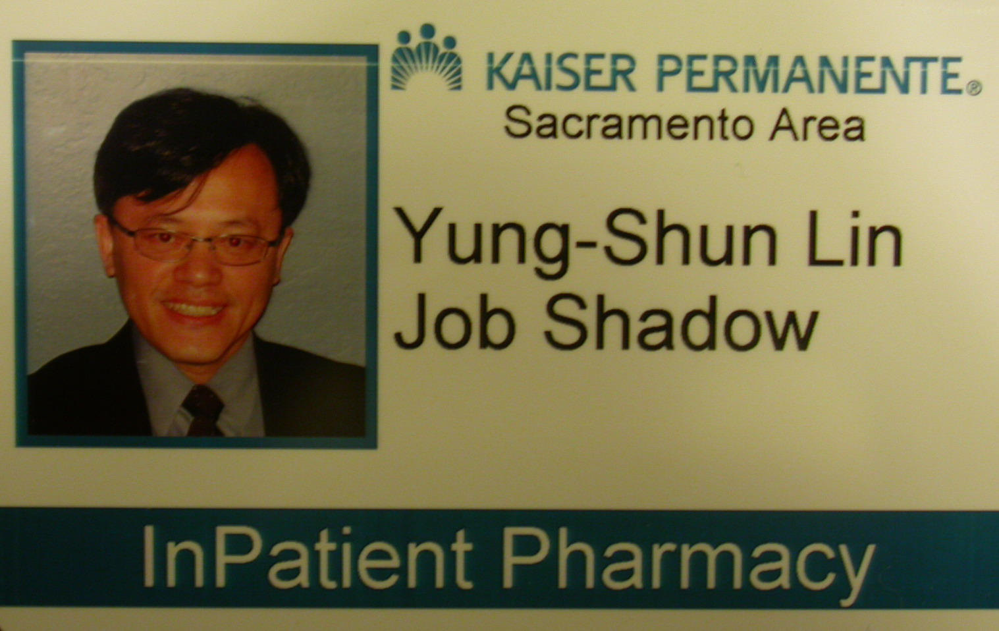 KAISER PERMANENTE®
Sacramento Area
Yung-Shun Lin
Job Shadow
InPatient Pharmacy